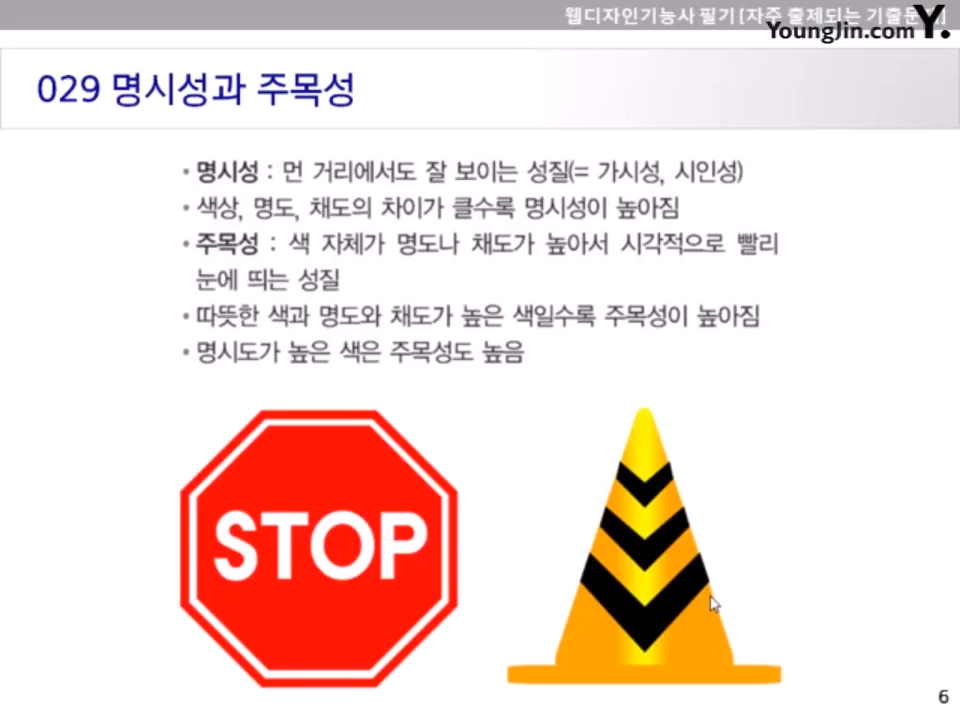 웹디자인기능사 필기 [자주 출제되는 기출문제]
YoungJin.com Y.
029 명시성과 주목성
• 명시성 : 먼 거리에서도 잘 보이는 성질(= 가시성, 시인성)
• 색상, 명도, 채도의 차이가 클수록 명시성이 높아짐
• 주목성 : 색 자체가 명도나 채도가 높아서 시각적으로 빨리
눈에 띄는 성질
• 따뜻한 색과 명도와 채도가 높은 색일수록 주목성이 높아짐
• 명시도가 높은 색은 주목성도 높음
STOP
6